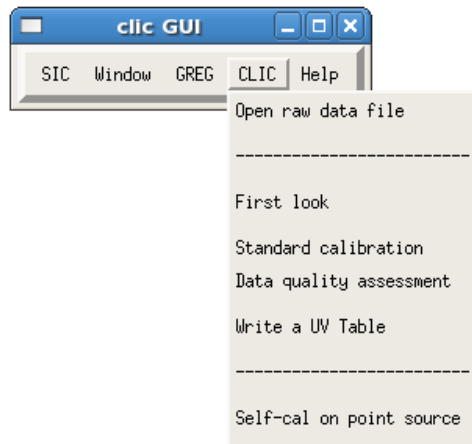 clic GUI
SIC Window GREG CLIC Help
Open raw data file
------------------------
First look
Standard calibration
Data quality assessment
Write a UV Table
------------------------
Self-cal on point source